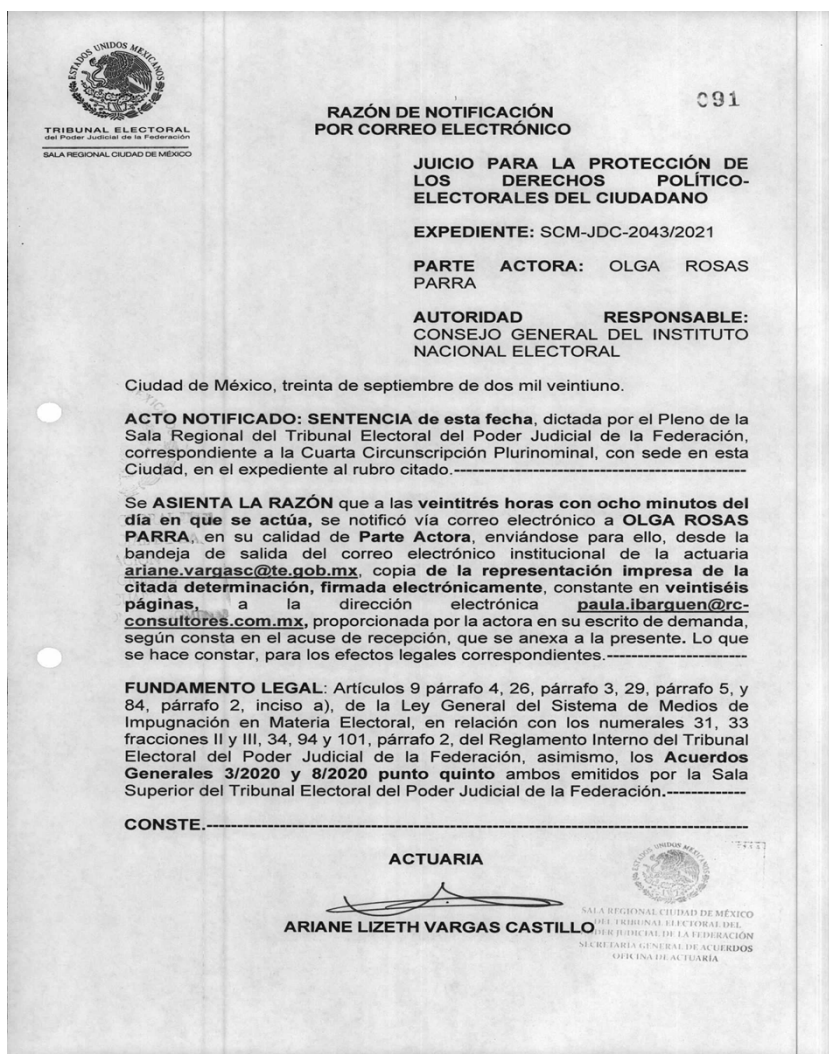 ESTADOS UNIDOS MEXICANOS
TRIBUNAL ELECTORAL
del Poder Judicial de la Federación
SALA REGIONAL CIUDAD DE MÉXICO
091
RAZÓN DE NOTIFICACIÓN
POR CORREO ELECTRÓNICO
JUICIO PARA LA PROTECCIÓN DE
LOS DERECHOS POLÍTICO-
ELECTORALES DEL CIUDADANO
EXPEDIENTE: SCM-JDC-2043/2021
PARTE ACTORA: OLGA ROSAS
PARRA
AUTORIDAD RESPONSABLE:
CONSEJO GENERAL DEL INSTITUTO
NACIONAL ELECTORAL
Ciudad de México, treinta de septiembre de dos mil veintiuno.
ACTO NOTIFICADO: SENTENCIA de esta fecha, dictada por el Pleno de la
Sala Regional del Tribunal Electoral del Poder Judicial de la Federación,
correspondiente a la Cuarta Circunscripción Plurinominal, con sede en esta
Ciudad, en el expediente al rubro citado.-----------------------------------------------
Se ASIENTA LA RAZÓN que a las veintitrés horas con ocho minutos del
día en que se actúa, se notificó vía correo electrónico a OLGA ROSAS
PARRA, en su calidad de Parte Actora, enviándose para ello, desde la
bandeja de salida del correo electrónico institucional de la actuaria
ariane.vargasc@te.gob.mx, copia de la representación impresa de la
citada determinación, firmada electrónicamente, constante en veintiséis
páginas, a la dirección electrónica paula.ibarguen@rc-
consultores.com.mx, proporcionada por la actora en su escrito de demanda,
según consta en el acuse de recepción, que se anexa a la presente. Lo que
se hace constar, para los efectos legales correspondientes.-----------------------
FUNDAMENTO LEGAL: Artículos 9 párrafo 4, 26, párrafo 3, 29, párrafo 5, y
84, párrafo 2, inciso a), de la Ley General del Sistema de Medios de
Impugnación en Materia Electoral, en relación con los numerales 31, 33
fracciones II y III, 34, 94 y 101, párrafo 2, del Reglamento Interno del Tribunal
Electoral del Poder Judicial de la Federación, asimismo, los Acuerdos
Generales 3/2020 y 8/2020 punto quinto ambos emitidos por la Sala
Superior del Tribunal Electoral del Poder Judicial de la Federación.-------------
CONSTE.------------------------------------------------------------------------------------
ACTUARIA
ARIANE LIZETH VARGAS CASTILLO
SALA REGIONAL CIUDAD DE MÉXICO
DEL TRIBUNAL ELECTORAL DEL
PODER JUDICIAL DE LA FEDERACIÓN
SECRETARÍA GENERAL DE ACUERDOS
OFICINA DE ACTUARÍA